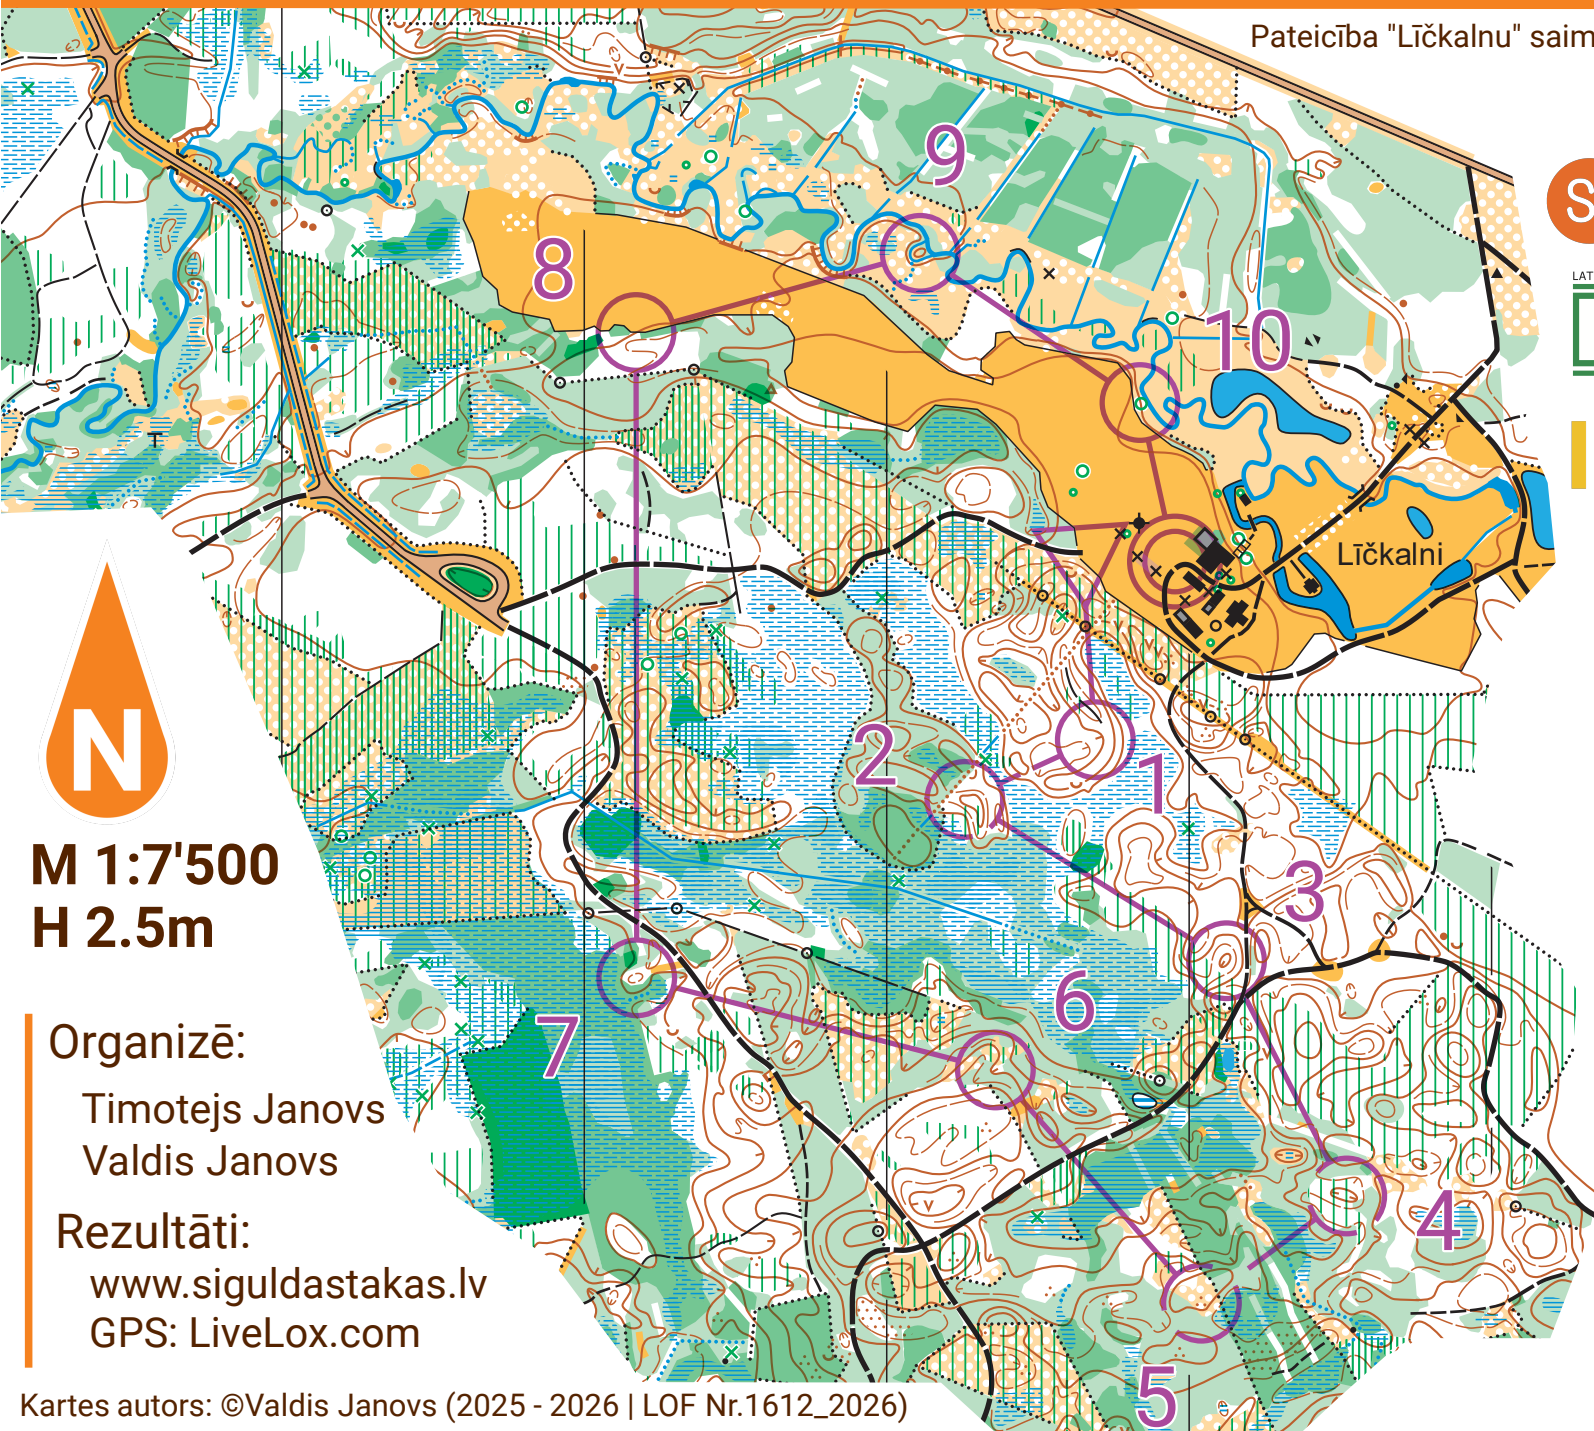 Pateicība "Līčkalnu" saim
9
8
S
LAT
10
Līčkalni
N
2
1
M 1:7'500
H 2.5m
3
6
7
Organizē:
Timotejs Janovs
Valdis Janovs
4
Rezultāti:
www.siguldastakas.lv
GPS: LiveLox.com
5
Kartes autors: ©Valdis Janovs (2025 - 2026 | LOF Nr.1612_2026)